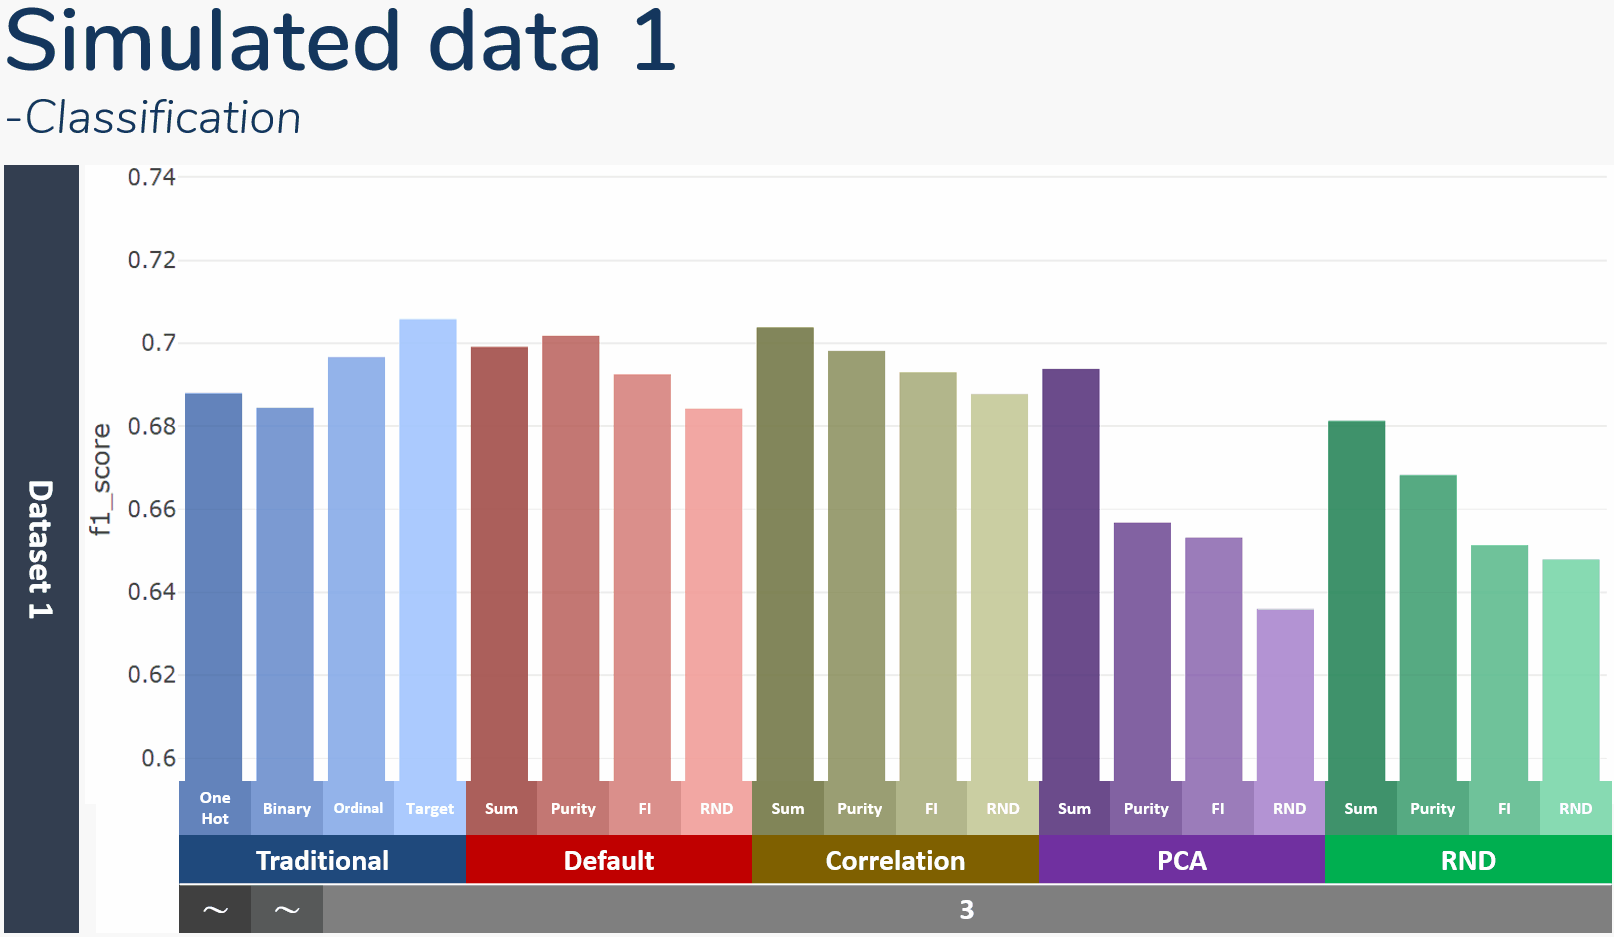 Simulated data 1
-Classification
Dataset 1
f1_score
0.74
0.72
0.7
0.68
0.66
0.64
0.62
0.6
One Hot Binary Ordinal Target Sum Purity FI RND Sum Purity FI RND Sum Purity FI RND Sum Purity FI RND
Traditional Default Correlation PCA RND
~ ~ 3